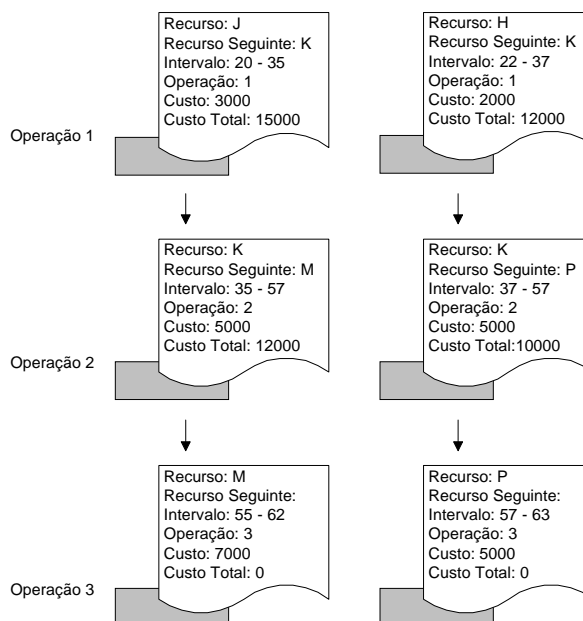 Recurso: J
Recurso Seguinte: K
Intervalo: 20 - 35
Operação: 1
Custo: 3000
Custo Total: 15000
Recurso: H
Recurso Seguinte: K
Intervalo: 22 - 37
Operação: 1
Custo: 2000
Custo Total: 12000
Operação 1
Recurso: K
Recurso Seguinte: M
Intervalo: 35 - 57
Operação: 2
Custo: 5000
Custo Total: 12000
Recurso: K
Recurso Seguinte: P
Intervalo: 37 - 57
Operação: 2
Custo: 5000
Custo Total:10000
Operação 2
Recurso: M
Recurso Seguinte:
Intervalo: 55 - 62
Operação: 3
Custo: 7000
Custo Total: 0
Recurso: P
Recurso Seguinte:
Intervalo: 57 - 63
Operação: 3
Custo: 5000
Custo Total: 0
Operação 3